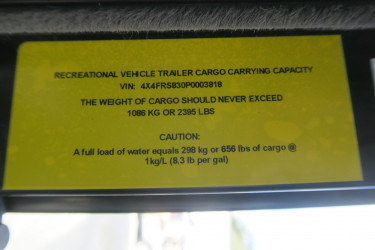 RECREATIONAL VEHICLE TRAILER CARGO CARRYING CAPACITY
VIN: 4X4FRS830P0003818
THE WEIGHT OF CARGO SHOULD NEVER EXCEED
1086 KG OR 2395 LBS
CAUTION:
A full load of water equals 298 kg or 656 lbs of cargo @
1kg/L (8.3 lb per gal)